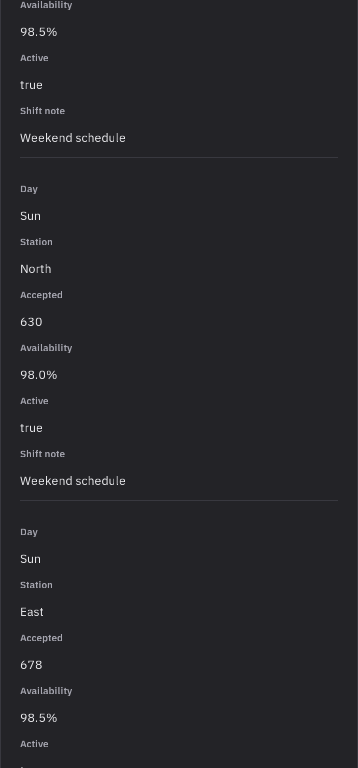 Availability
98.5%
Active
true
Shift note
Weekend schedule
Day
Sun
Station
North
Accepted
630
Availability
98.0%
Active
true
Shift note
Weekend schedule
Day
Sun
Station
East
Accepted
678
Availability
98.5%
Active